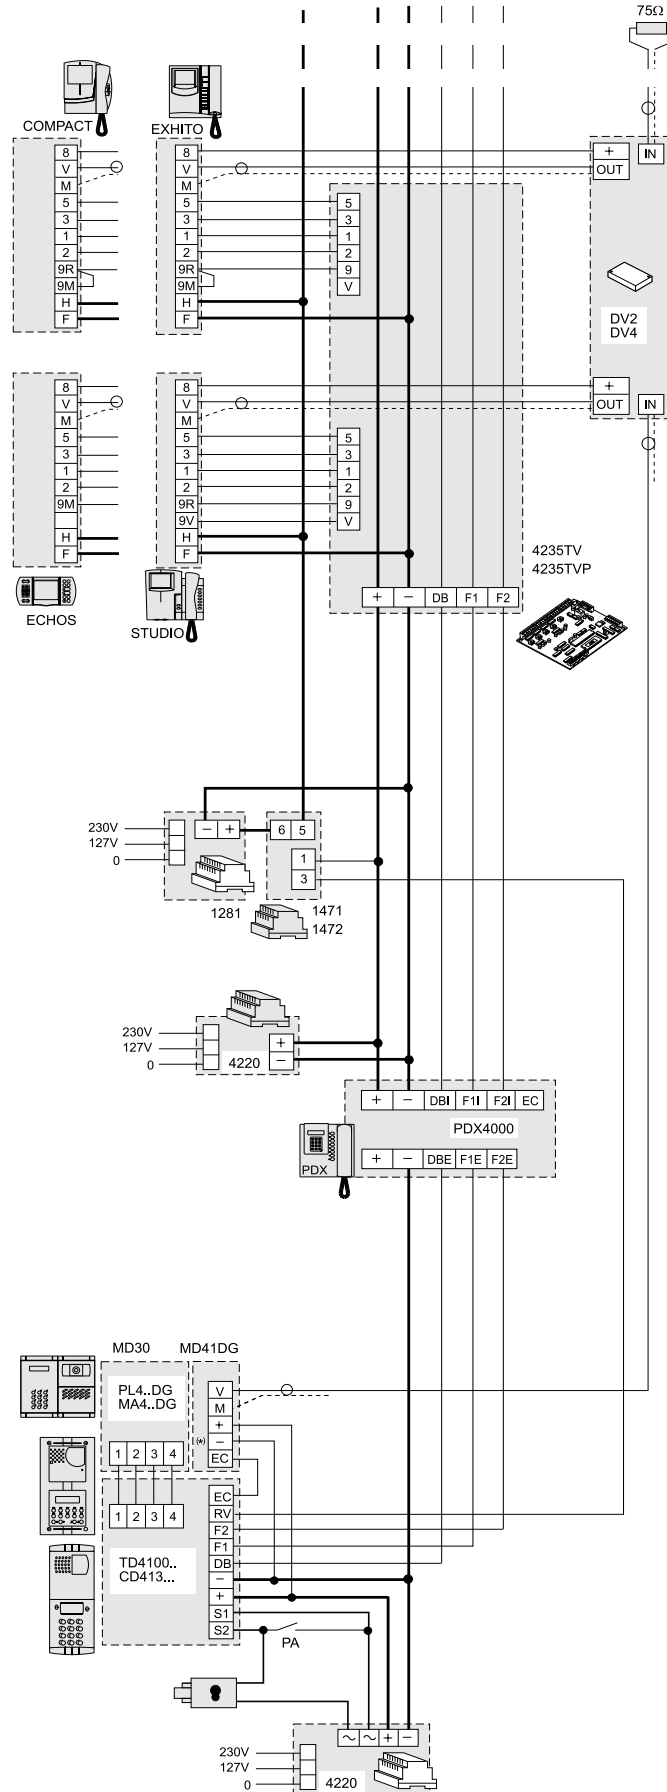 75Ω
COMPACT
EXHITO
8
V
M
5
3
1
2
9R
9M
H
F
8
V
M
5
3
1
2
9R
9M
H
F
5
3
1
2
9
V
+
OUT
IN
DV2
DV4
+
OUT
IN
8
V
M
5
3
1
2
9M
H
F
8
V
M
5
3
1
2
9R
9V
H
F
5
3
1
2
9
V
ECHOS
STUDIO
4235TV
4235TVP
+ − DB F1 F2
230V
127V
0
− +
1281
6 5
1
3
1471
1472
230V
127V
0
4220
+
−
+ − DBI F1I F2I EC
PDX4000
PDX
+ − DBE F1E F2E
MD30
MD41DG
PL4..DG
MA4..DG
1 2 3 4
V
M
+
(*) −
EC
1 2 3 4
TD4100..
CD413...
EC
RV
F2
F1
DB
−
+
S1
S2
PA
~ ~ + −
230V
127V
0
4220